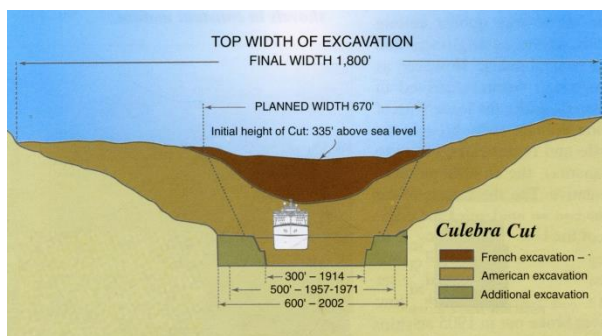 TOP WIDTH OF EXCAVATION
FINAL WIDTH 1,800'
PLANNED WIDTH 670'
Initial height of Cut: 335' above sea level
Culebra Cut
French excavation –
American excavation
Additional excavation
300' – 1914
500' – 1957-1971
600' – 2002